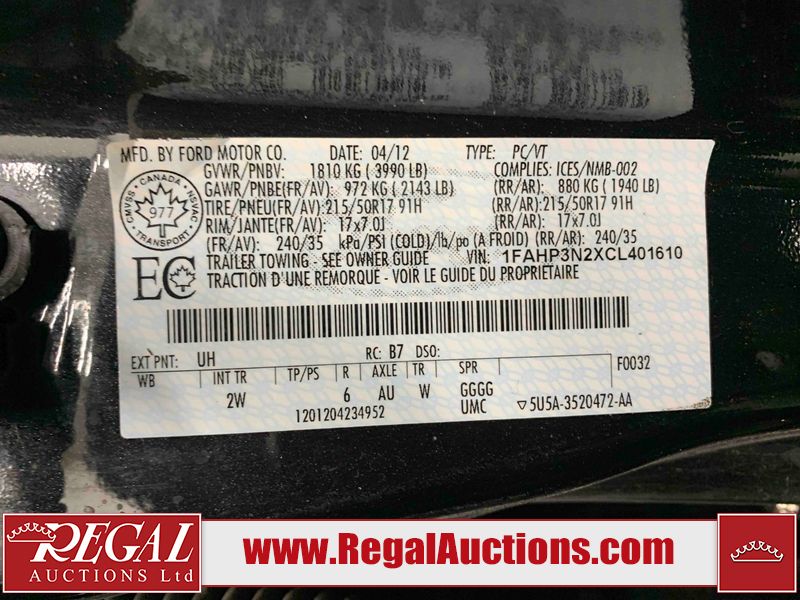 MFD. BY FORD MOTOR CO. DATE: 04/12 TYPE: PC/VT
GVWR/PNBV: 1810 KG ( 3990 LB) COMPLIES: ICES/NMB-002
GAWR/PNBE(FR/AV): 972 KG ( 2143 LB) (RR/AR): 880 KG ( 1940 LB)
TIRE/PNEU(FR/AV):215/50R17 91H (RR/AR):215/50R17 91H
RIM/JANTE(FR/AV): 17x7.0J (RR/AR): 17x7.0J
(FR/AV): 240/35 kPa/PSI (COLD)/lb/po (A FROID) (RR/AR): 240/35
TRAILER TOWING - SEE OWNER GUIDE VIN: 1FAHP3N2XCL401610
TRACTION D'UNE REMORQUE - VOIR LE GUIDE DU PROPRIÉTAIRE
CANADA
CMVSS
NSVAC
977
TRANSPORT
EC
EXT PNT: UH RC: B7 DSO: F0032
WB INT TR TP/PS R AXLE TR SPR
2W 6 AU W GGGG
1201204234952 UMC ▽5U5A-3520472-AA
REGAL
AUCTIONS Ltd
www.RegalAuctions.com